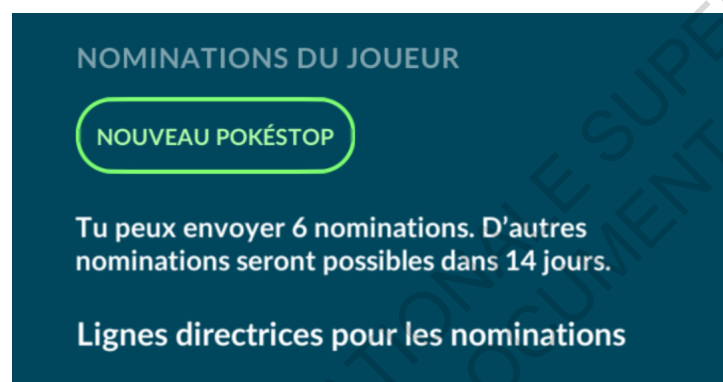 NOMINATIONS DU JOUEUR
NOUVEAU POKÉSTOP
Tu peux envoyer 6 nominations. D'autres
nominations seront possibles dans 14 jours.
Lignes directrices pour les nominations